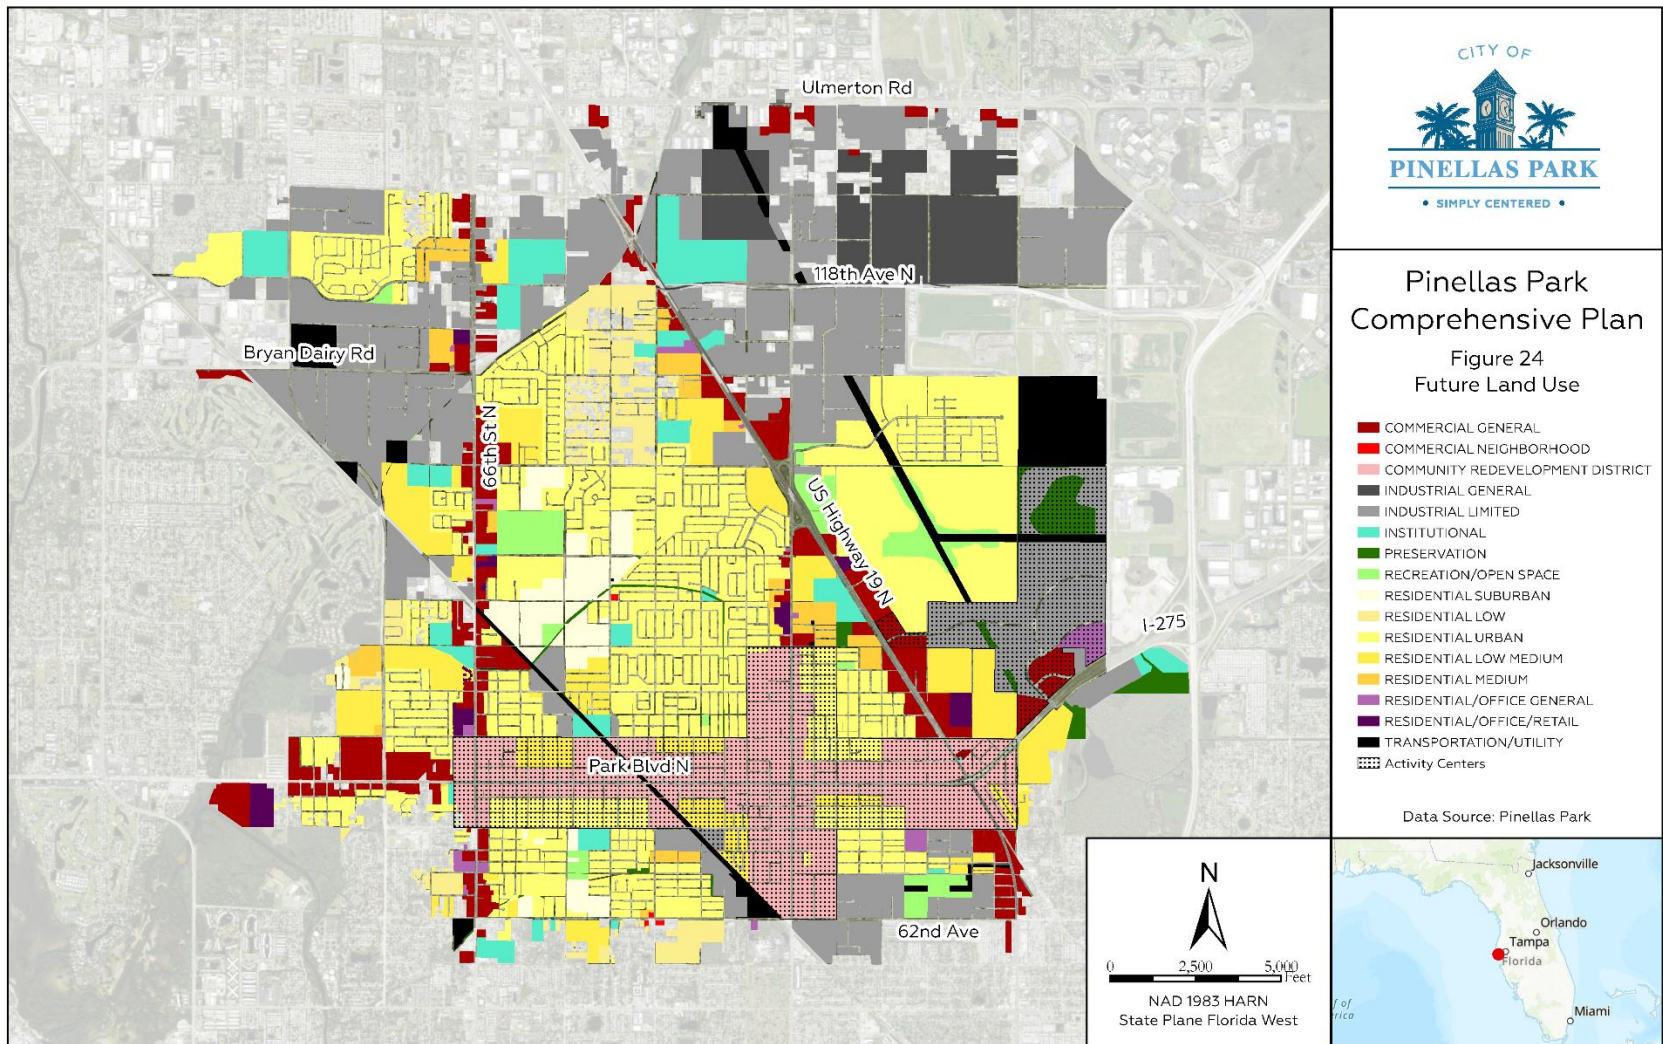 Ulmerton Rd
118th Ave N
Bryan Dairy Rd
66th St N
US Highway 19 N
I-275
Park Blvd N
62nd Ave
CITY OF
PINELLAS PARK
• SIMPLY CENTERED •
Pinellas Park
Comprehensive Plan
Figure 24
Future Land Use
COMMERCIAL GENERAL
COMMERCIAL NEIGHBORHOOD
COMMUNITY REDEVELOPMENT DISTRICT
INDUSTRIAL GENERAL
INDUSTRIAL LIMITED
INSTITUTIONAL
PRESERVATION
RECREATION/OPEN SPACE
RESIDENTIAL SUBURBAN
RESIDENTIAL LOW
RESIDENTIAL URBAN
RESIDENTIAL LOW MEDIUM
RESIDENTIAL MEDIUM
RESIDENTIAL/OFFICE GENERAL
RESIDENTIAL/OFFICE/RETAIL
TRANSPORTATION/UTILITY
Activity Centers
Data Source: Pinellas Park
N
0 2,500 5,000
Feet
NAD 1983 HARN
State Plane Florida West
Jacksonville
Orlando
Tampa
Florida
Miami